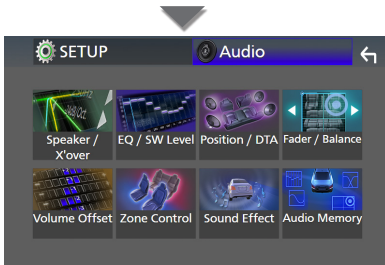 SETUP
Audio
Speaker /
X'over
EQ / SW Level
Position / DTA
Fader / Balance
Volume Offset
Zone Control
Sound Effect
Audio Memory